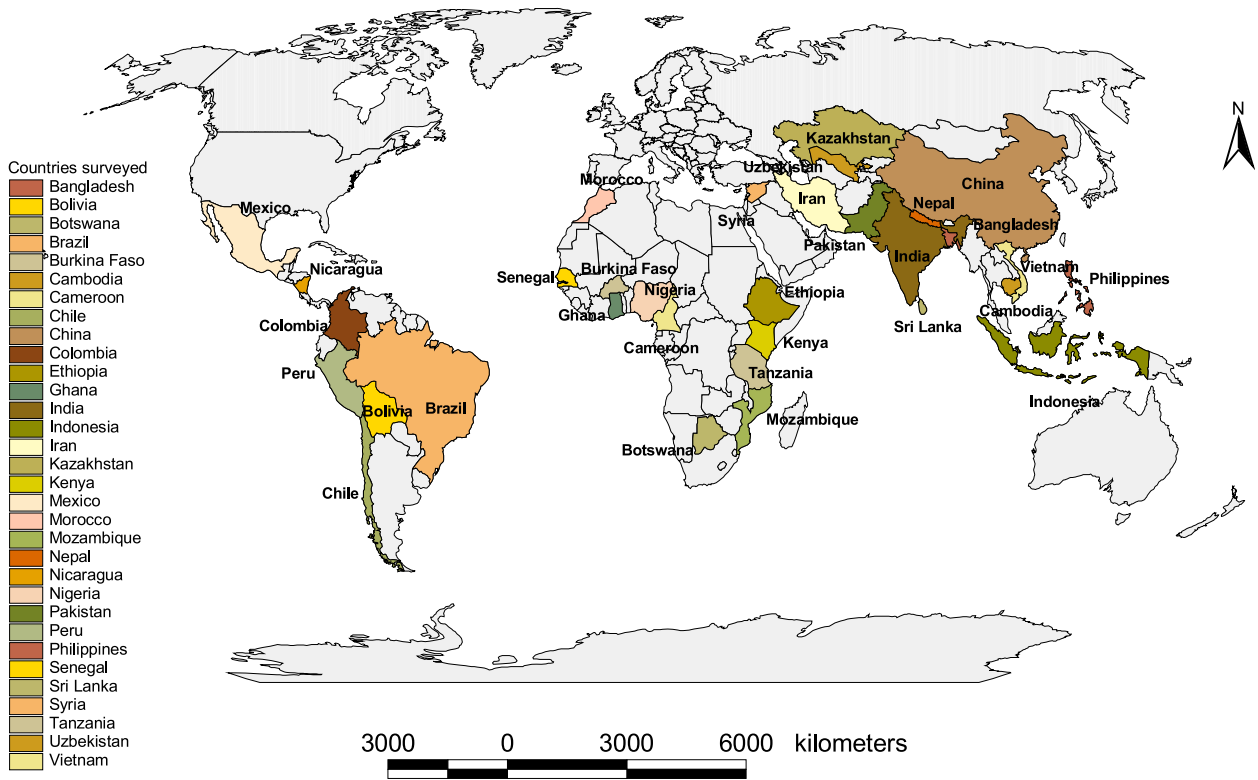 Countries surveyed
Bangladesh
Bolivia
Botswana
Brazil
Burkina Faso
Cambodia
Cameroon
Chile
China
Colombia
Ethiopia
Ghana
India
Indonesia
Iran
Kazakhstan
Kenya
Mexico
Morocco
Mozambique
Nepal
Nicaragua
Nigeria
Pakistan
Peru
Philippines
Senegal
Sri Lanka
Syria
Tanzania
Uzbekistan
Vietnam
N
Kazakhstan
Uzbekistan
Morocco
China
Mexico
Iran
Nepal
Syria
Bangladesh
Pakistan
India
Vietnam
Philippines
Nicaragua
Senegal
Burkina Faso
Nigeria
Ethiopia
Ghana
Cambodia
Sri Lanka
Colombia
Cameroon
Kenya
Peru
Tanzania
Indonesia
Bolivia
Brazil
Mozambique
Botswana
Chile
3000 0 3000 6000 kilometers